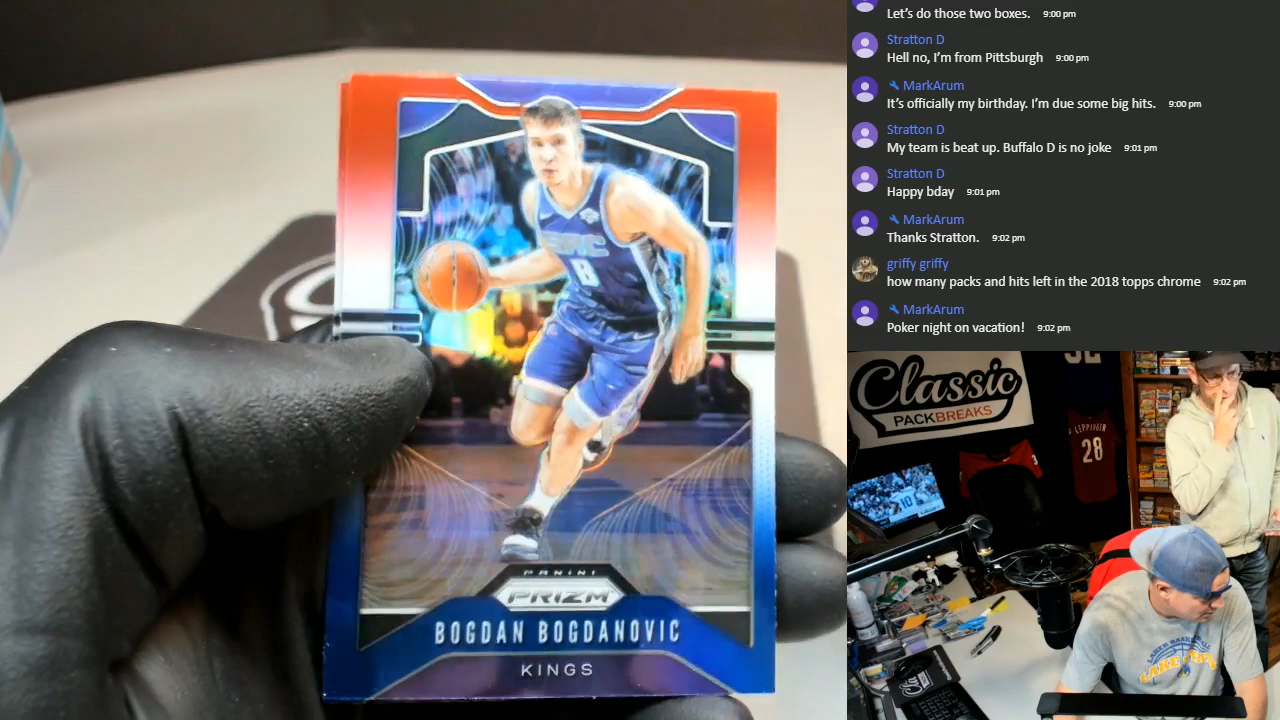 SAC
8
PANINI
PRIZM
BOGDAN BOGDANOVIC
KINGS
Let's do those two boxes. 9:00 pm
Stratton D
Hell no, I'm from Pittsburgh 9:00 pm
MarkArum
It's officially my birthday. I'm due some big hits. 9:00 pm
Stratton D
My team is beat up. Buffalo D is no joke 9:01 pm
Stratton D
Happy bday 9:01 pm
MarkArum
Thanks Stratton. 9:02 pm
griffy griffy
how many packs and hits left in the 2018 topps chrome 9:02 pm
MarkArum
Poker night on vacation! 9:02 pm
Classic
PACKBREAKS
LEPPINGER
28